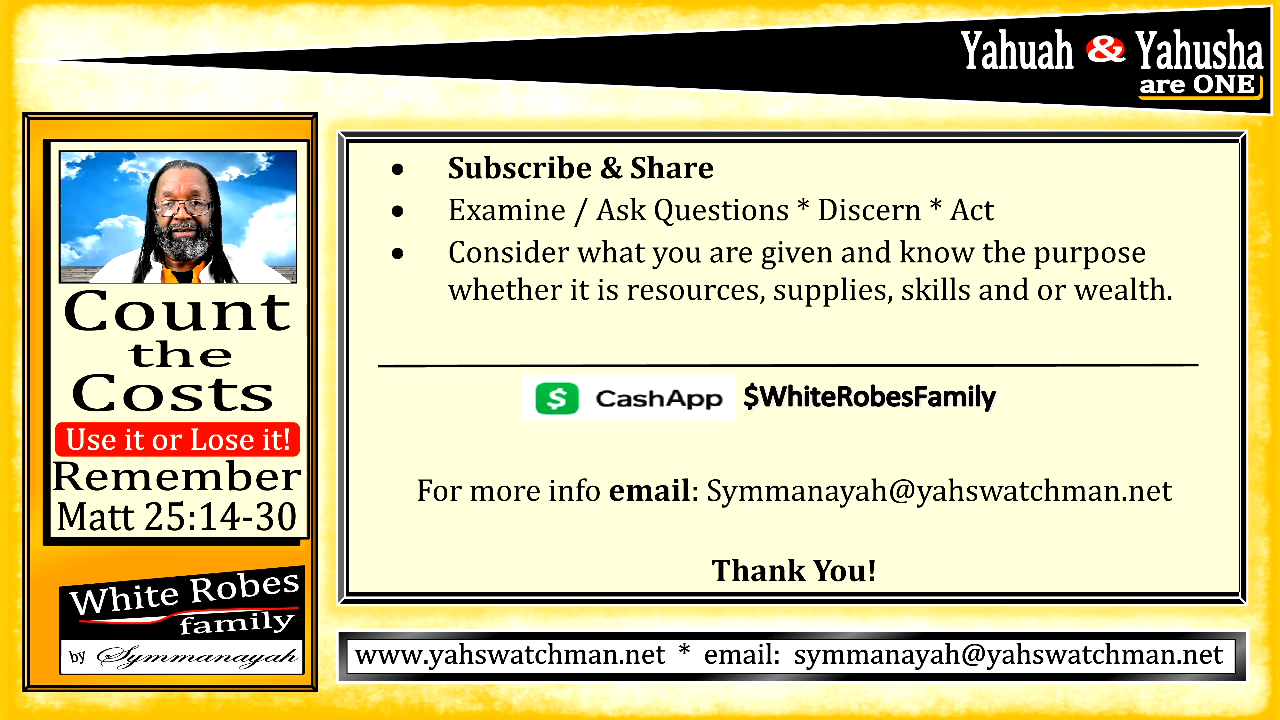 Yahuah & Yahusha
are ONE
Count
the
Costs
Use it or Lose it!
Remember
Matt 25:14-30
White Robes
family
by Symmanayah
• Subscribe & Share
• Examine / Ask Questions * Discern * Act
• Consider what you are given and know the purpose
whether it is resources, supplies, skills and or wealth.
$ CashApp $WhiteRobesFamily
For more info email: Symmanayah@yahswatchman.net
Thank You!
www.yahswatchman.net * email: symmanayah@yahswatchman.net